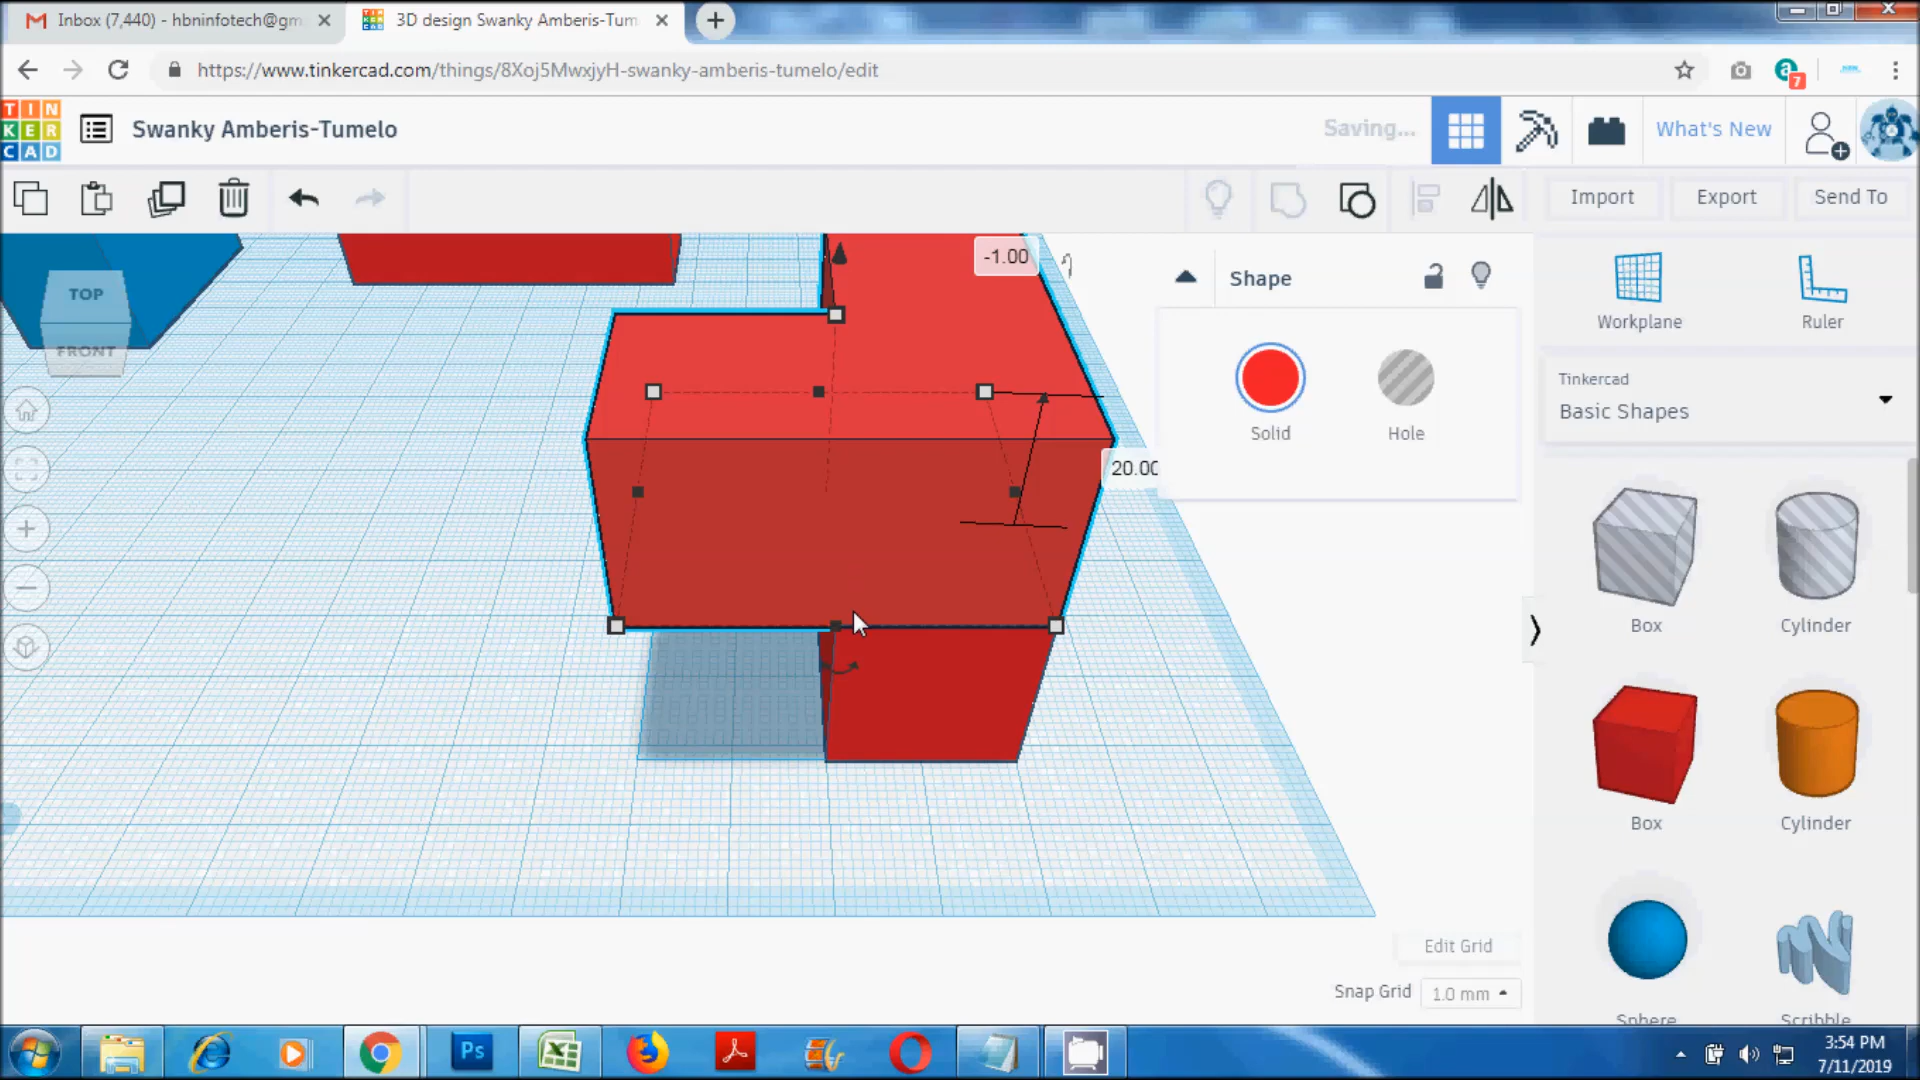 Inbox (7,440) - hbninfotech@gm
3D design Swanky Amberis-Tum
https://www.tinkercad.com/things/8Xoj5MwxjyH-swanky-amberis-tumelo/edit
7
TIN
KER
CAD
Swanky Amberis-Tumelo
Saving...
What's New
Import
Export
Send To
TOP
FRONT
-1.00
20.00
Shape
Solid
Hole
Workplane
Ruler
Tinkercad
Basic Shapes
Box
Cylinder
Box
Cylinder
Sphere
Scribble
Edit Grid
Snap Grid
1.0 mm
Ps
3:54 PM
7/11/2019